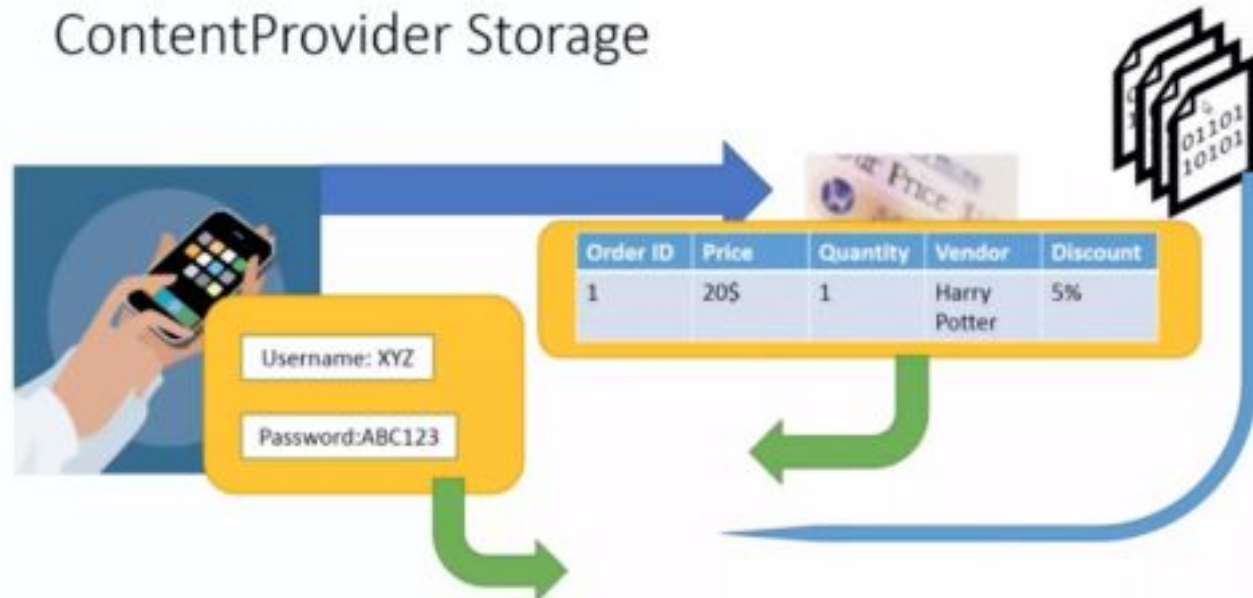 ContentProvider Storage
01101
10101
Price
Order ID Price Quantity Vendor Discount
1 20$ 1 Harry Potter 5%
Username: XYZ
Password:ABC123